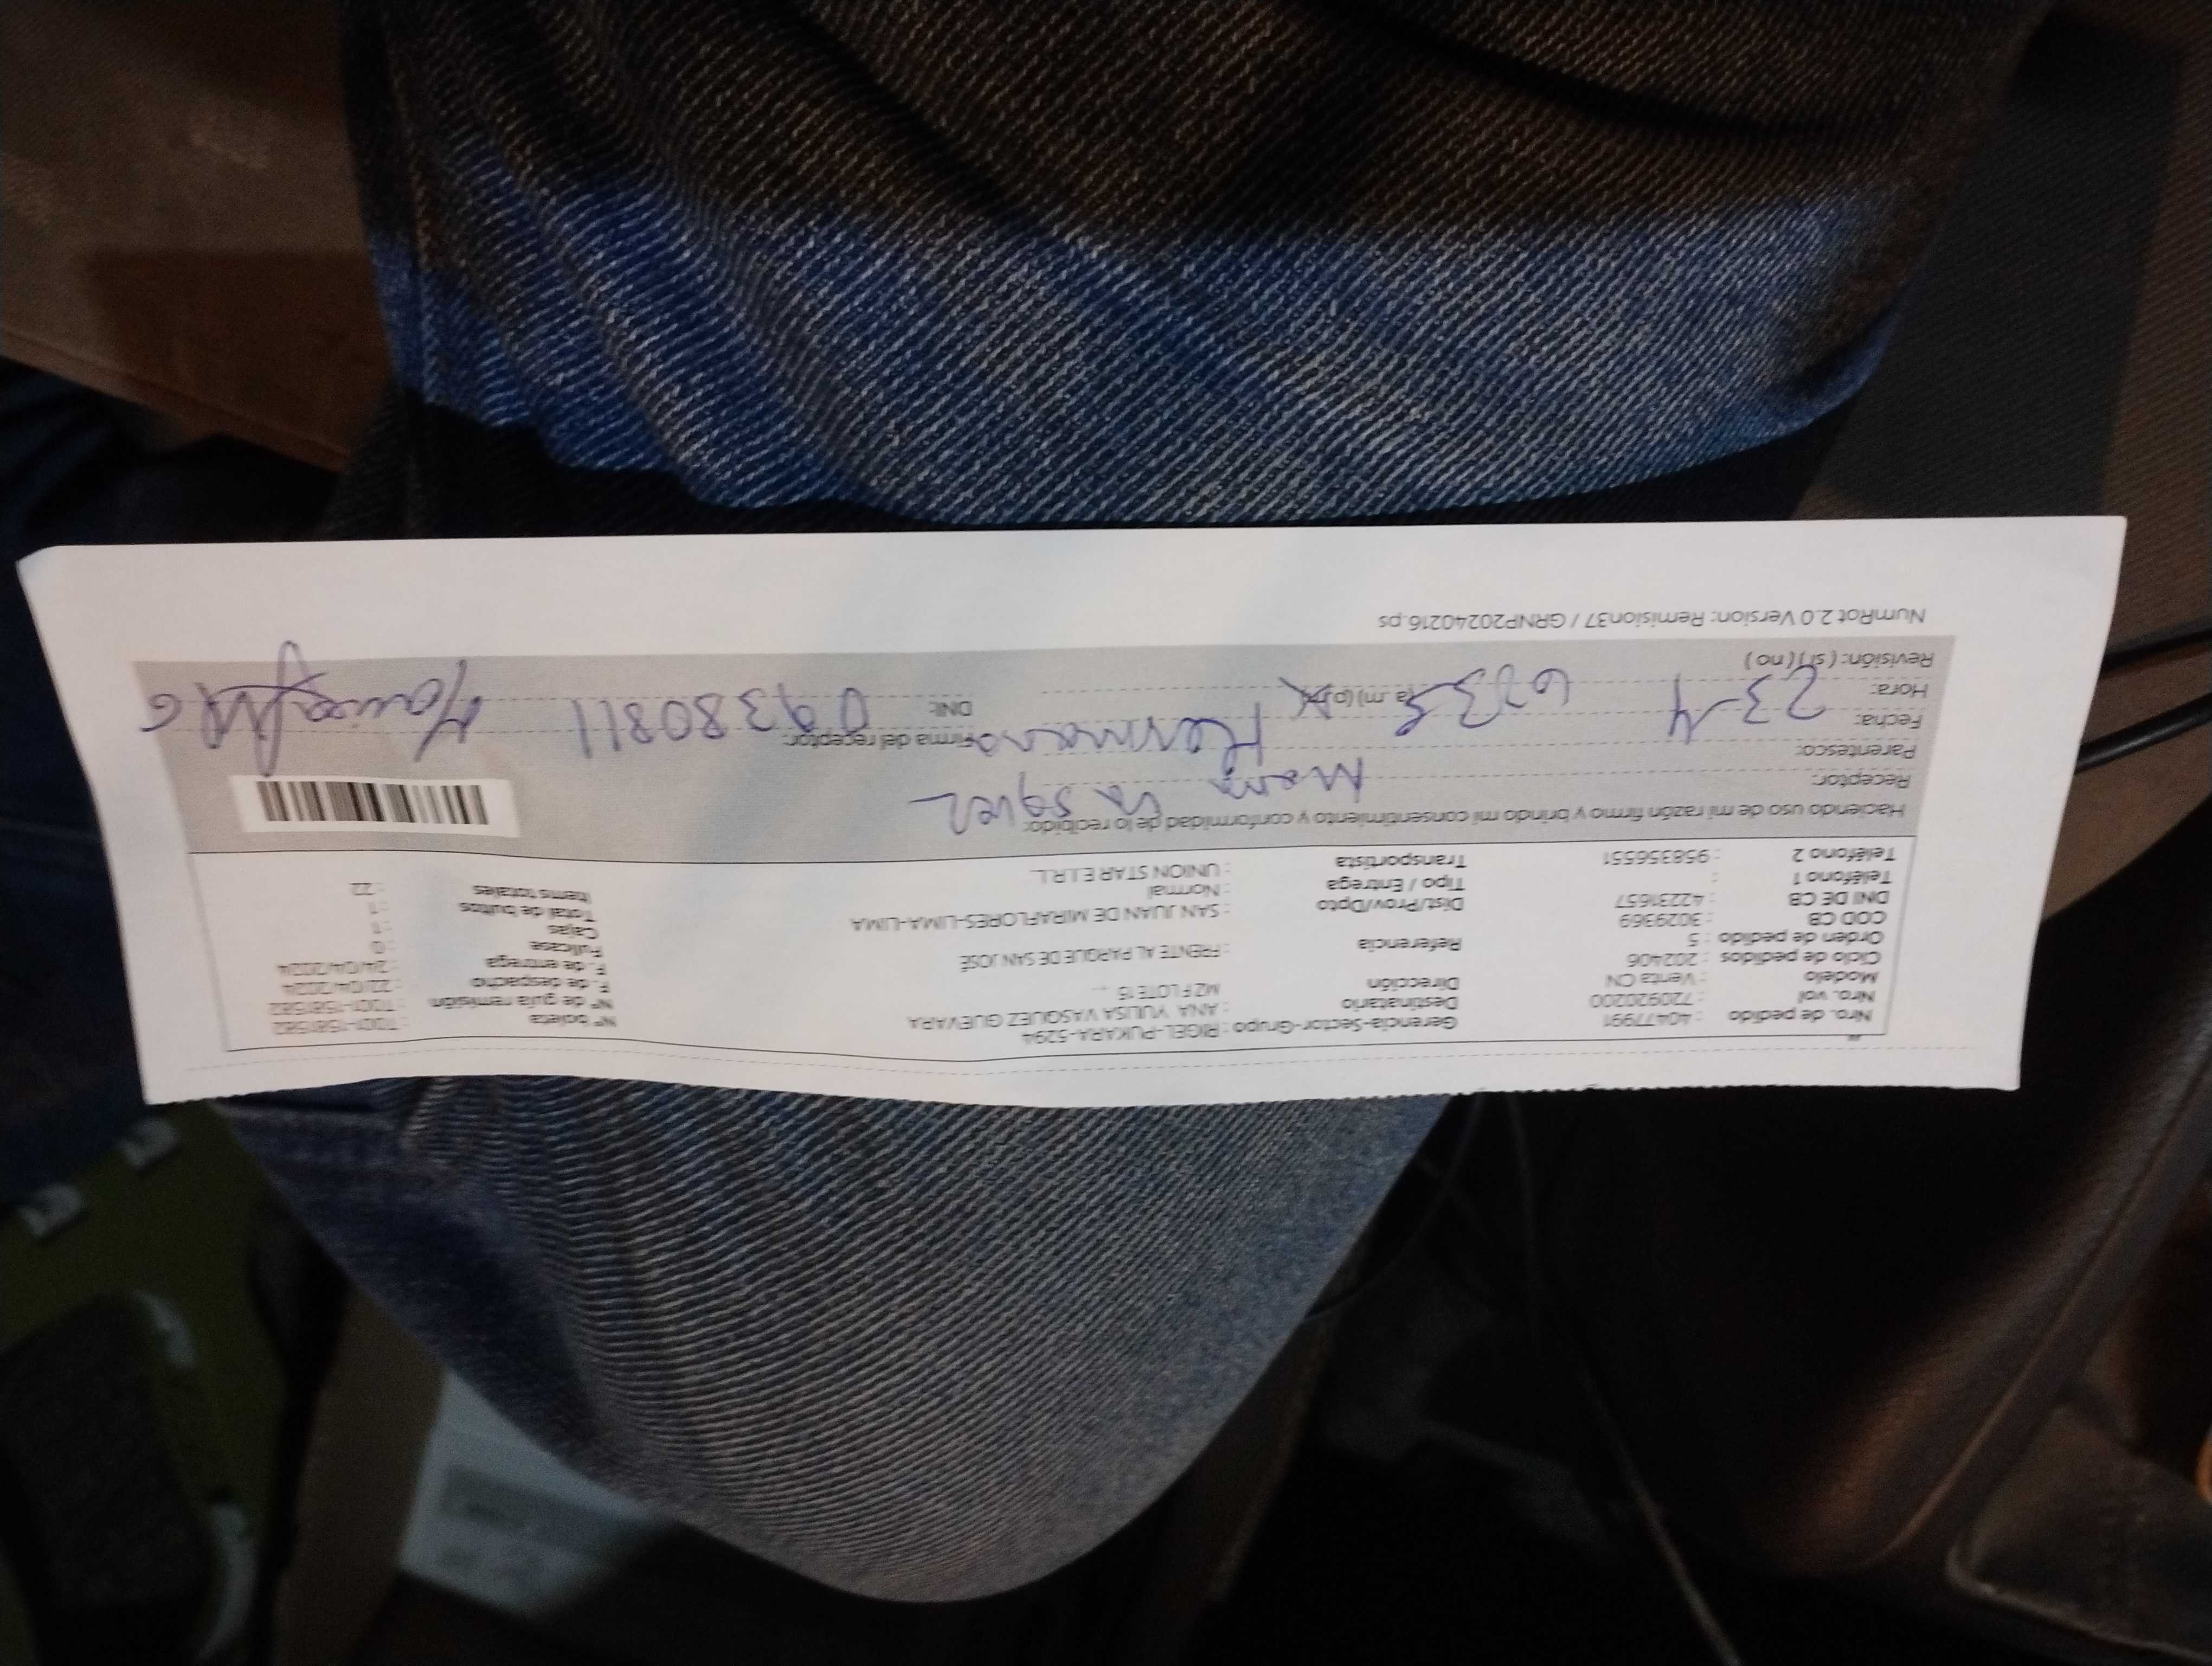 Nro. de pedido : 40477991 Gerencia-Sector-Grupo : RIGEL-PUKARA-5294 Nº boleta : T001-1581582
Nro. vol : 720920200 Destinatario : ANA YULISA VASQUEZ GUEVARA Nº de guía remisión : T001-1581582
Modelo : Venta CN Dirección MZ F LOTE 15 F. de despacho : 22/04/2024
Ciclo de pedidos : 202406 F. de entrega : 24/04/2024
Orden de pedido : 5 Referencia : FRENTE AL PARQUE DE SAN JOSÉ Fullcase : 0
COD CB : 3029369 Cajas : 1
DNI DE CB : 42231657 Dist/Prov/Dpto : SAN JUAN DE MIRAFLORES-LIMA-LIMA Total de bultos : 1
Teléfono 1 : Tipo / Entrega : Normal Items totales : 22
Teléfono 2 : 958356551 Transportista : UNION STAR E.I.R.L.
Haciendo uso de mi razón firmo y brindo mi consentimiento y conformidad de lo recibido:
Receptor:
Parentesco: Hermano Firma del receptor:
Fecha: 23-4
Hora: (a.m) (p.m) DNI: 09380811
Revisión: ( si ) ( no )
NumRot 2.0 Version: Remision37 / GRNP20240216.ps